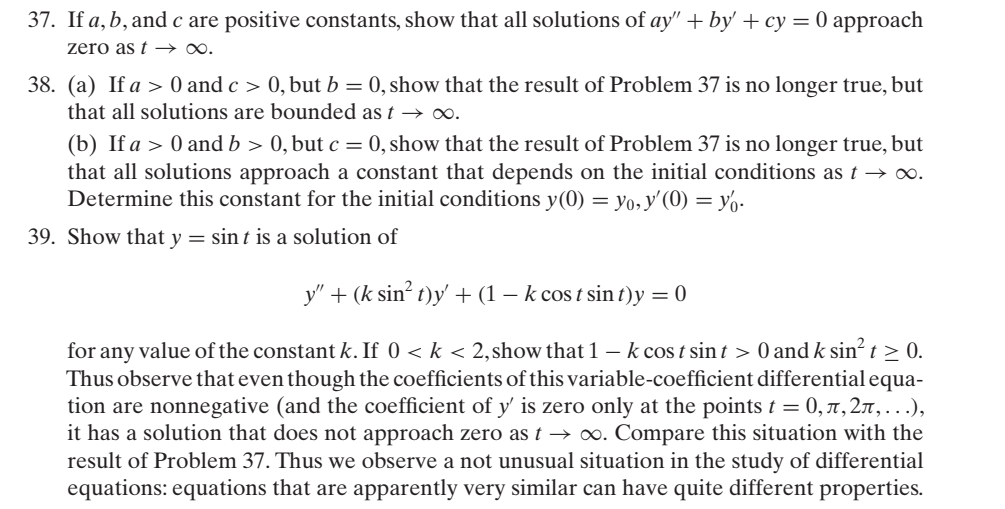 37. If a, b, and c are positive constants, show that all solutions of ay″ + by′ + cy = 0 approach
zero as t → ∞.
38. (a) If a > 0 and c > 0, but b = 0, show that the result of Problem 37 is no longer true, but
that all solutions are bounded as t → ∞.
(b) If a > 0 and b > 0, but c = 0, show that the result of Problem 37 is no longer true, but
that all solutions approach a constant that depends on the initial conditions as t → ∞.
Determine this constant for the initial conditions y(0) = y₀, y′(0) = y′₀.
39. Show that y = sin t is a solution of
y″ + (k sin² t)y′ + (1 − k cos t sin t)y = 0
for any value of the constant k. If 0 < k < 2, show that 1 − k cos t sin t > 0 and k sin² t ≥ 0.
Thus observe that even though the coefficients of this variable-coefficient differential equa-
tion are nonnegative (and the coefficient of y′ is zero only at the points t = 0, π, 2π, . . .),
it has a solution that does not approach zero as t → ∞. Compare this situation with the
result of Problem 37. Thus we observe a not unusual situation in the study of differential
equations: equations that are apparently very similar can have quite different properties.